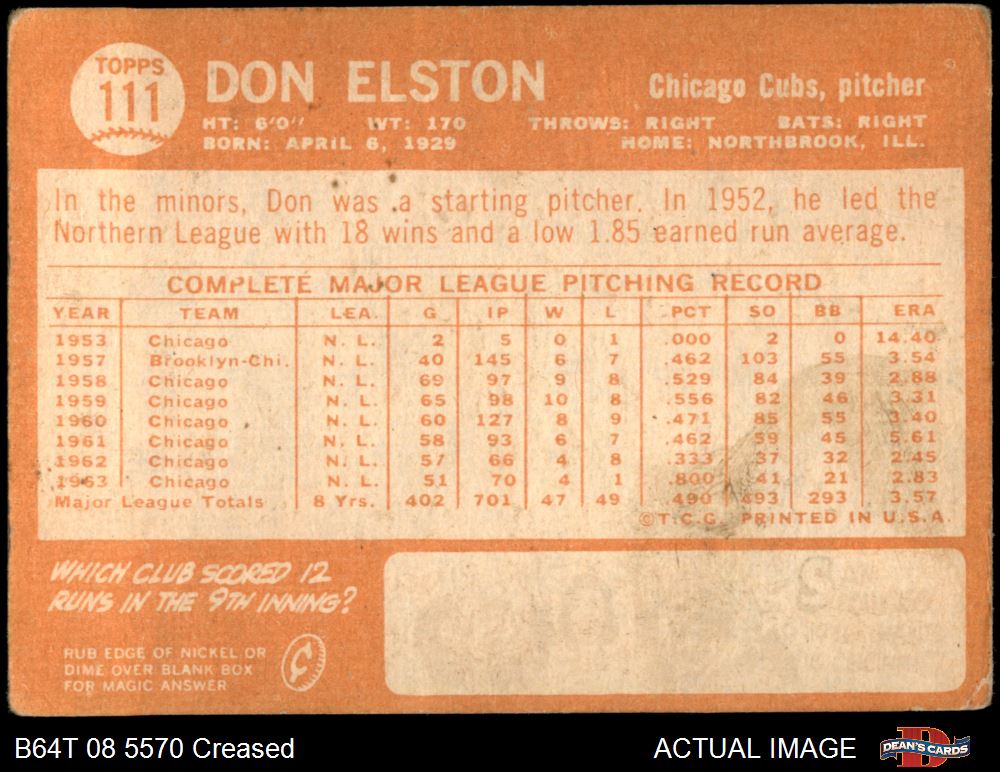 TOPPS
111
DON ELSTON
Chicago Cubs, pitcher
HT: 6'0" WT: 170 THROWS: RIGHT BATS: RIGHT
BORN: APRIL 6, 1929 HOME: NORTHBROOK, ILL.
In the minors, Don was a starting pitcher. In 1952, he led the
Northern League with 18 wins and a low 1.85 earned run average.
COMPLETE MAJOR LEAGUE PITCHING RECORD
YEAR TEAM LEA. G IP W L PCT SO BB ERA
1953 Chicago N. L. 2 5 0 1 .000 2 0 14.40
1957 Brooklyn-Chi. N. L. 40 145 6 7 .462 103 55 3.54
1958 Chicago N. L. 69 97 9 8 .529 84 39 2.88
1959 Chicago N. L. 65 98 10 8 .556 82 46 3.31
1960 Chicago N. L. 60 127 8 9 .471 85 55 3.40
1961 Chicago N. L. 58 93 6 7 .462 59 45 5.61
1962 Chicago N. L. 57 66 4 8 .333 37 32 2.45
1963 Chicago N. L. 51 70 4 1 .800 41 21 2.83
Major League Totals 8 Yrs. 402 701 47 49 .490 493 293 3.57
©T.C.G. PRINTED IN U.S.A.
WHICH CLUB SCORED 12
RUNS IN THE 9TH INNING?
RUB EDGE OF NICKEL OR
DIME OVER BLANK BOX
FOR MAGIC ANSWER
B64T 08 5570 Creased
ACTUAL IMAGE
DEAN'S CARDS